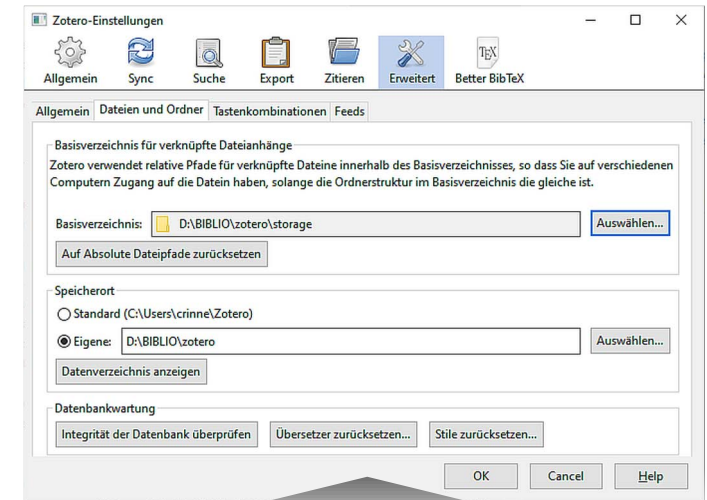 Zotero-Einstellungen
Allgemein Sync Suche Export Zitieren Erweitert Better BibTeX
TEX
Allgemein Dateien und Ordner Tastenkombinationen Feeds
Basisverzeichnis für verknüpfte Dateianhänge
Zotero verwendet relative Pfade für verknüpfte Dateine innerhalb des Basisverzeichnisses, so dass Sie auf verschiedenen
Computern Zugang auf die Datein haben, solange die Ordnerstruktur im Basisverzeichnis die gleiche ist.
Basisverzeichnis: D:\BIBLIO\zotero\storage Auswählen...
Auf Absolute Dateipfade zurücksetzen
Speicherort
Standard (C:\Users\crinne\Zotero)
Eigene: D:\BIBLIO\zotero Auswählen...
Datenverzeichnis anzeigen
Datenbankwartung
Integrität der Datenbank überprüfen Übersetzer zurücksetzen... Stile zurücksetzen...
OK Cancel Help